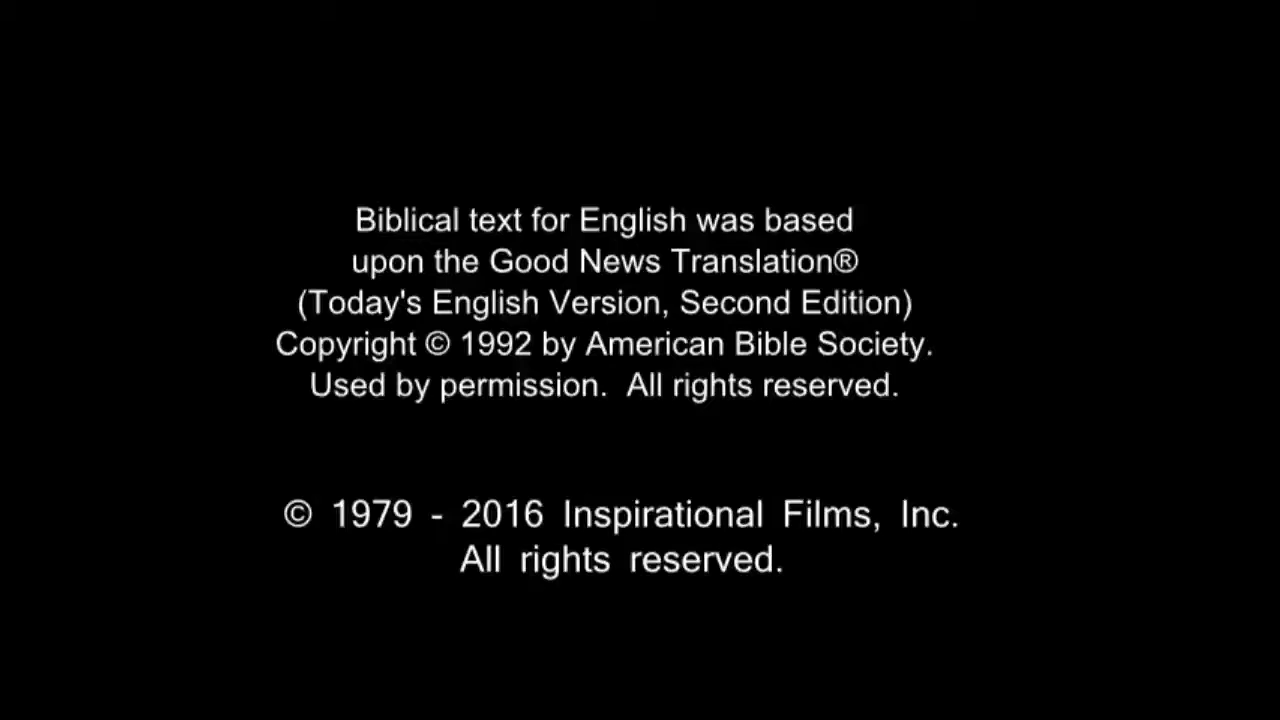 Biblical text for English was based
upon the Good News Translation®
(Today's English Version, Second Edition)
Copyright © 1992 by American Bible Society.
Used by permission.  All rights reserved.
© 1979 - 2016 Inspirational Films, Inc.
All rights reserved.